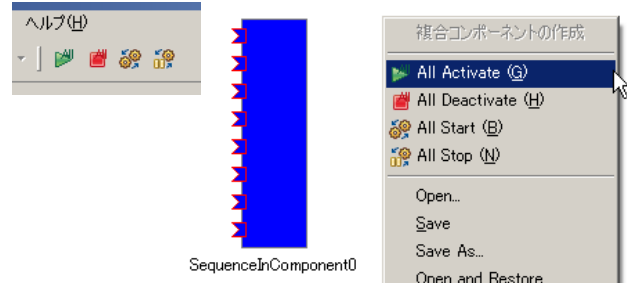 ヘルプ(H)
SequenceInComponent0
複合コンポーネントの作成
All Activate (G)
All Deactivate (H)
All Start (B)
All Stop (N)
Open...
Save
Save As...
Open and Restore